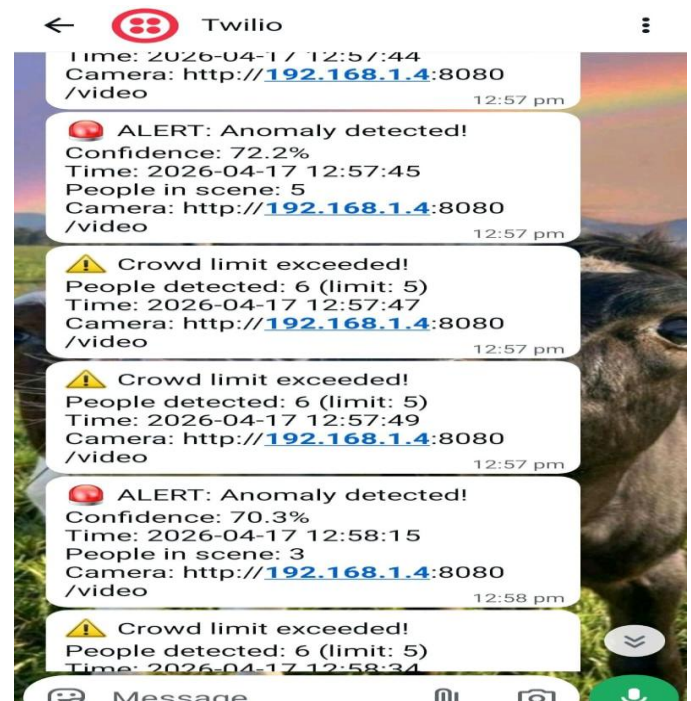 Twilio
Time: 2026-04-17 12:57:44
Camera: http://192.168.1.4:8080
/video
12:57 pm
🚨 ALERT: Anomaly detected!
Confidence: 72.2%
Time: 2026-04-17 12:57:45
People in scene: 5
Camera: http://192.168.1.4:8080
/video
12:57 pm
⚠️ Crowd limit exceeded!
People detected: 6 (limit: 5)
Time: 2026-04-17 12:57:47
Camera: http://192.168.1.4:8080
/video
12:57 pm
⚠️ Crowd limit exceeded!
People detected: 6 (limit: 5)
Time: 2026-04-17 12:57:49
Camera: http://192.168.1.4:8080
/video
12:57 pm
🚨 ALERT: Anomaly detected!
Confidence: 70.3%
Time: 2026-04-17 12:58:15
People in scene: 3
Camera: http://192.168.1.4:8080
/video
12:58 pm
⚠️ Crowd limit exceeded!
People detected: 6 (limit: 5)
Time: 2026-04-17 12:58:34
Message